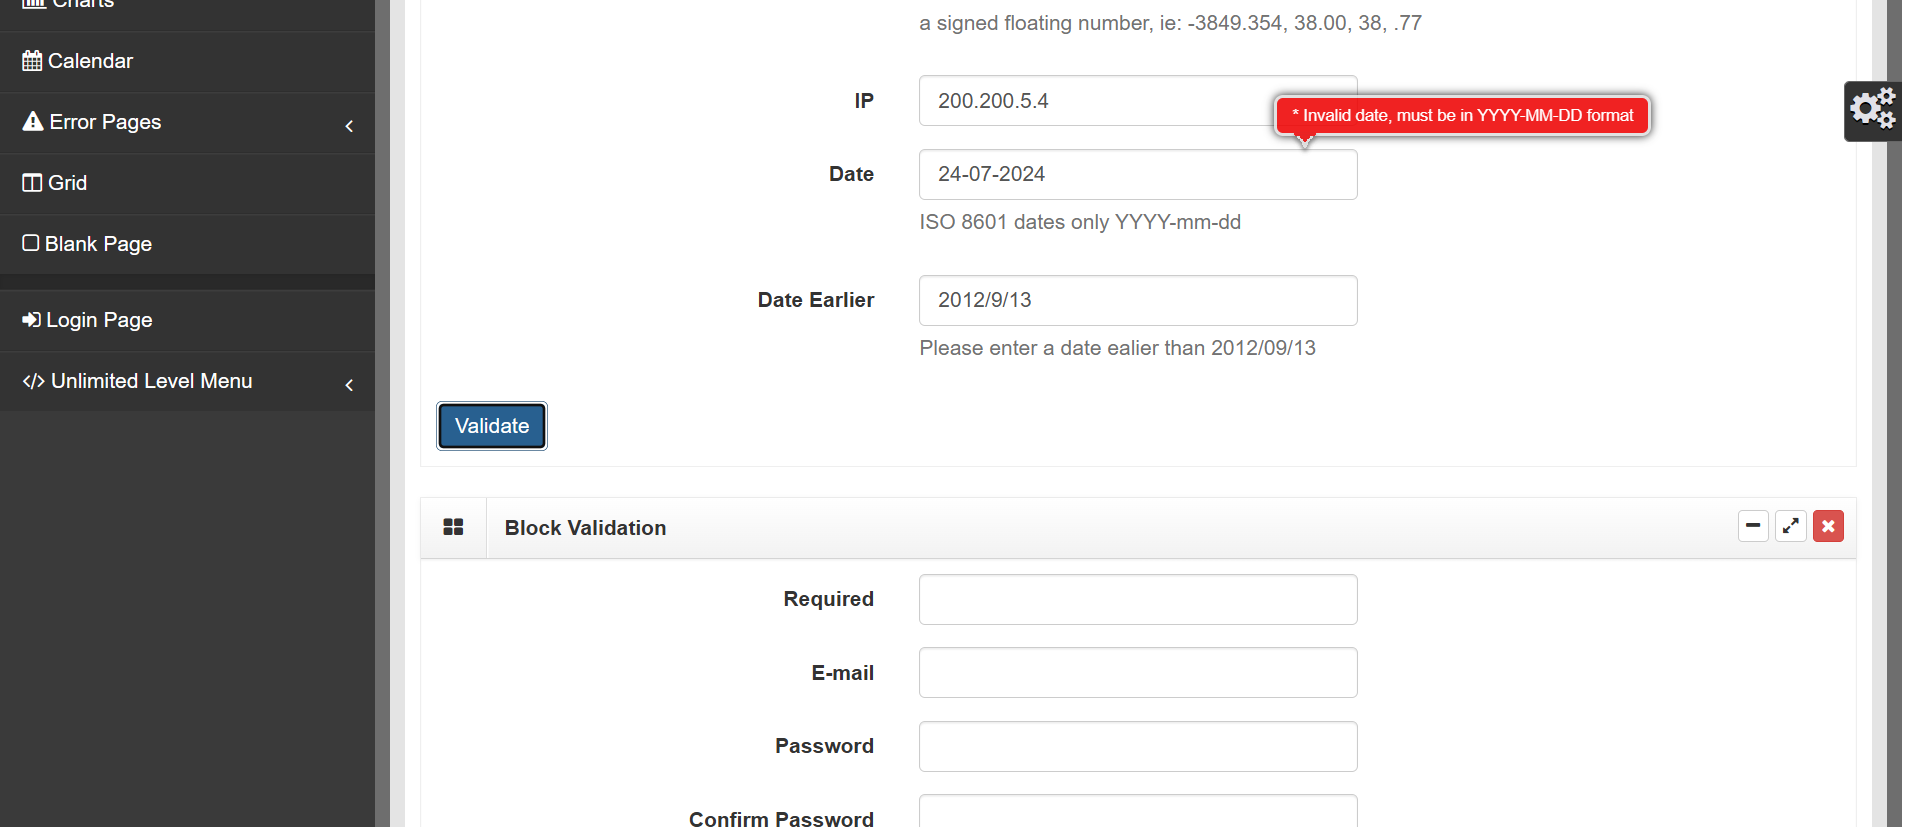 Charts
Calendar
Error Pages
Grid
Blank Page
Login Page
Unlimited Level Menu
a signed floating number, ie: -3849.354, 38.00, 38, .77
IP
200.200.5.4
* Invalid date, must be in YYYY-MM-DD format
Date
24-07-2024
ISO 8601 dates only YYYY-mm-dd
Date Earlier
2012/9/13
Please enter a date ealier than 2012/09/13
Validate
Block Validation
Required
E-mail
Password
Confirm Password